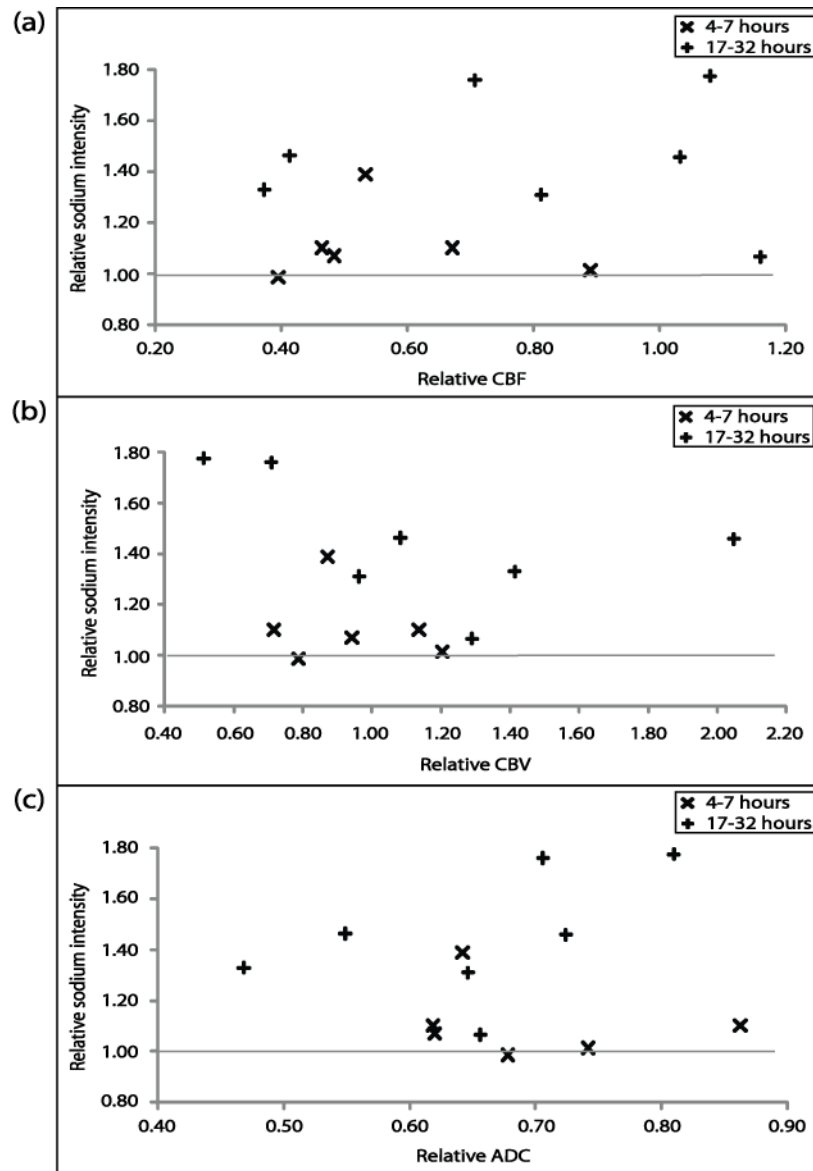 (a)
4-7 hours
17-32 hours
Relative sodium intensity
1.80
1.60
1.40
1.20
1.00
0.80
0.20 0.40 0.60 0.80 1.00 1.20
Relative CBF
(b)
4-7 hours
17-32 hours
Relative sodium intensity
1.80
1.60
1.40
1.20
1.00
0.80
0.40 0.60 0.80 1.00 1.20 1.40 1.60 1.80 2.00 2.20
Relative CBV
(c)
4-7 hours
17-32 hours
Relative sodium intensity
1.80
1.60
1.40
1.20
1.00
0.80
0.40 0.50 0.60 0.70 0.80 0.90
Relative ADC